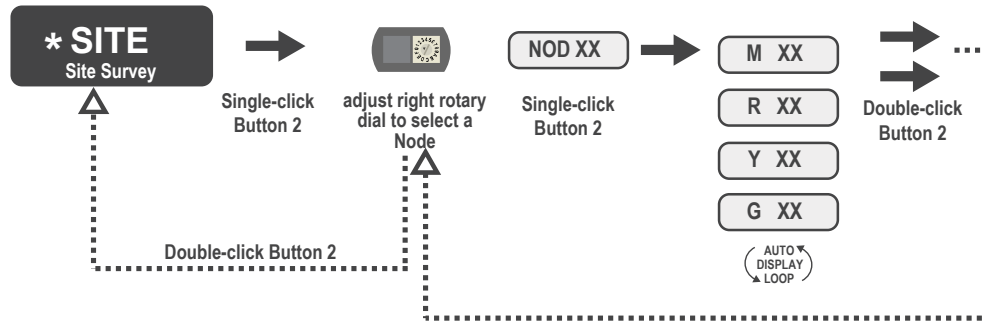 * SITE
Site Survey
Single-click
Button 2
adjust right rotary
dial to select a
Node
NOD XX
Single-click
Button 2
M XX
R XX
Y XX
G XX
AUTO
DISPLAY
LOOP
Double-click
Button 2
Double-click Button 2